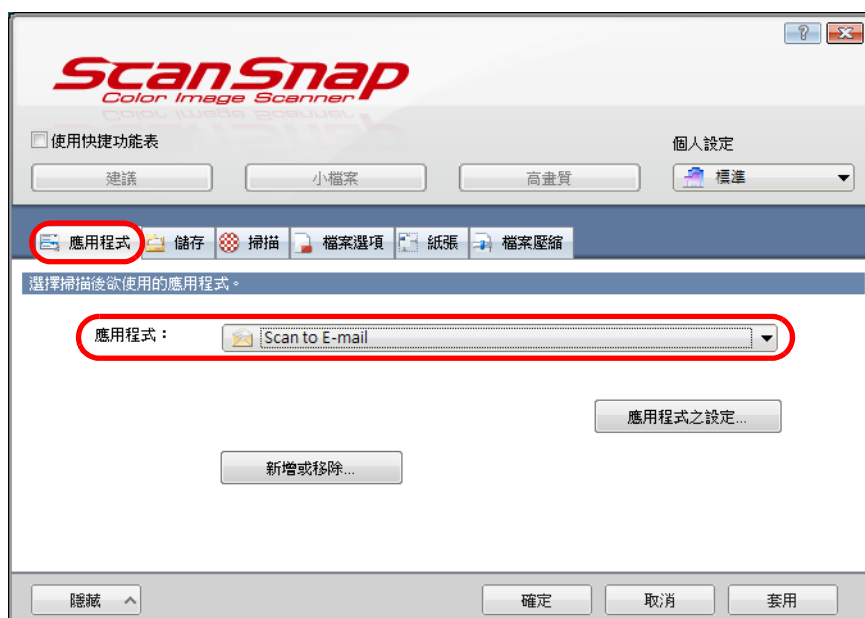 ScanSnap
Color Image Scanner
使用快捷功能表
個人設定
建議 小檔案 高畫質 標準
應用程式 儲存 掃描 檔案選項 紙張 檔案壓縮
選擇掃描後欲使用的應用程式。
應用程式： Scan to E-mail
應用程式之設定...
新增或移除...
隱藏 確定 取消 套用